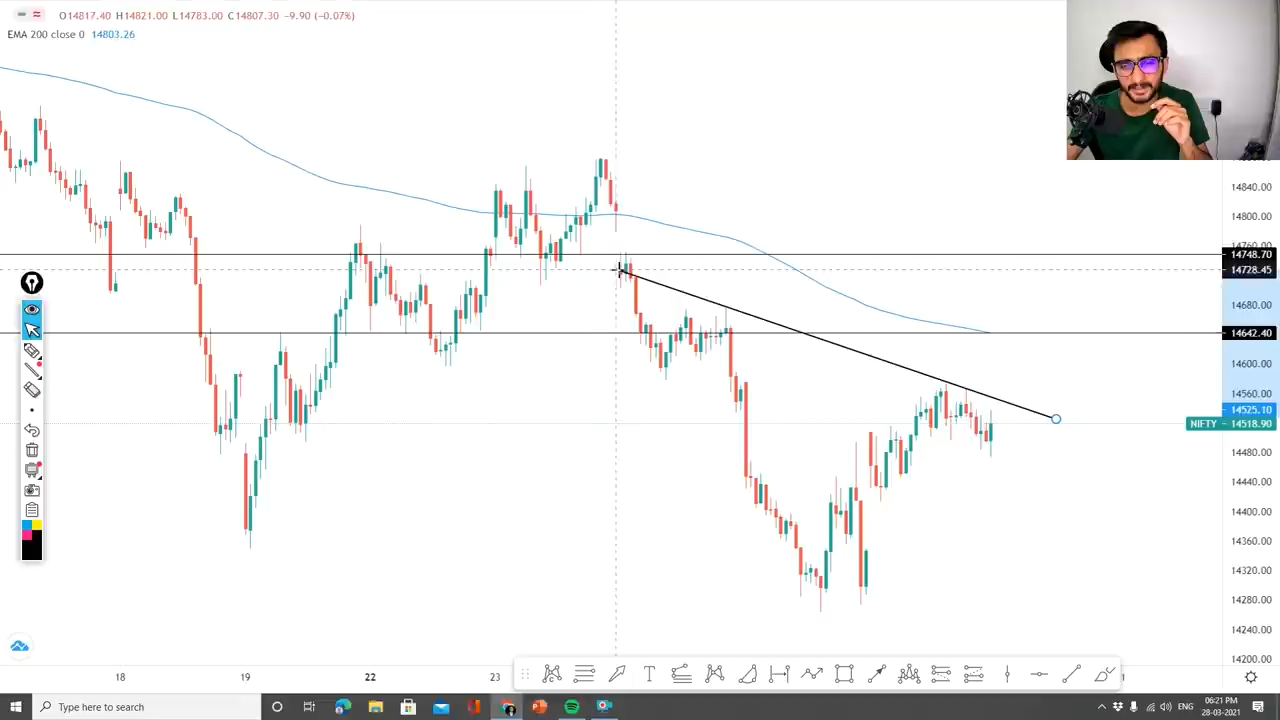 O14817.40 H14821.00 L14783.00 C14807.30 −9.90 (−0.07%)
EMA 200 close 0 14803.26
14840.00
14800.00
14748.70
14728.45
14680.00
14642.40
14600.00
14560.00
14525.10
NIFTY 14518.90
14480.00
14440.00
14400.00
14360.00
14320.00
14280.00
14240.00
14200.00
18 19 22 23
T
Type here to search
ENG
06:21 PM
28-03-2021